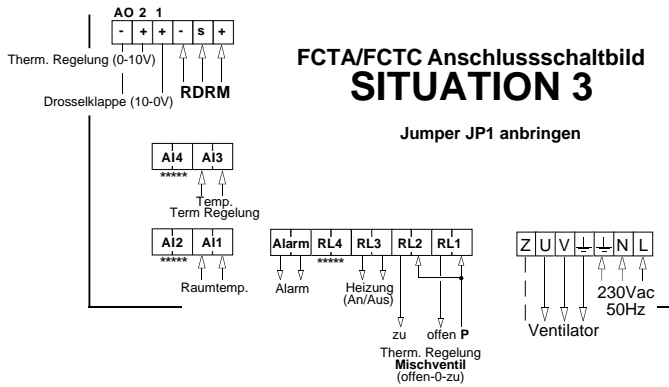 AO 2 1
- + + - s +
Therm. Regelung (0-10V)
RDRM
Drosselklappe (10-0V)
FCTA/FCTC Anschlussschaltbild
SITUATION 3
Jumper JP1 anbringen
AI4 AI3
*****
Temp.
Term Regelung
AI2 AI1
*****
Raumtemp.
Alarm RL4 RL3 RL2 RL1
*****
Alarm
Heizung
(An/Aus)
zu offen P
Therm. Regelung
Mischventil
(offen-0-zu)
Z U V N L
230Vac
50Hz
Ventilator